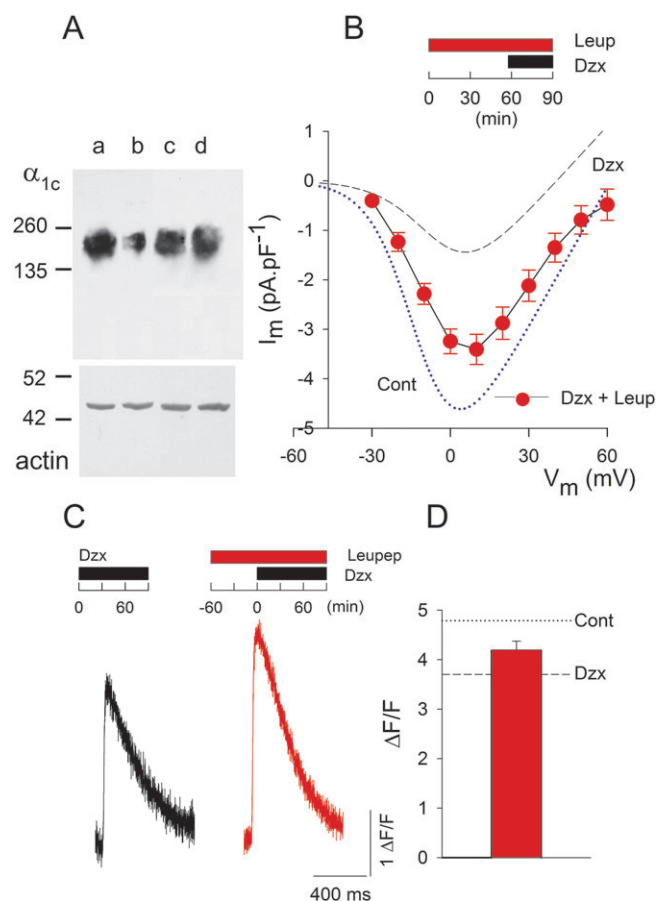 A
a b c d
α1c
260
135
52
42
actin
B
Leup
Dzx
0 30 60 90
(min)
1
0
-1
-2
-3
-4
-5
Im (pA.pF-1)
Dzx
Cont
Dzx + Leup
-60 -30 0 30 60
Vm (mV)
C
Dzx
0 60
Leupep
Dzx
-60 0 60 (min)
1 ΔF/F
400 ms
D
5
4
3
2
1
0
ΔF/F
Cont
Dzx